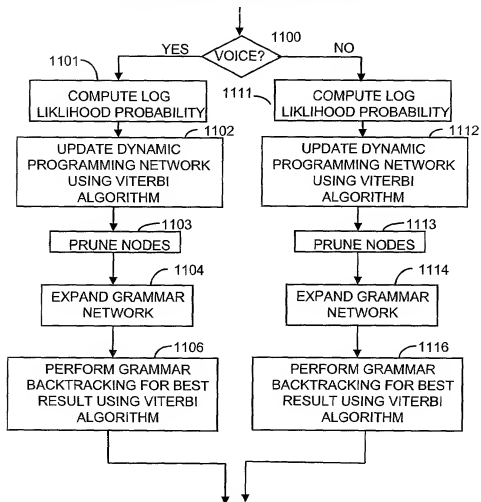 1100
YES
VOICE?
NO
1101
COMPUTE LOG
LIKLIHOOD PROBABILITY
1102
UPDATE DYNAMIC
PROGRAMMING NETWORK
USING VITERBI
ALGORITHM
1103
PRUNE NODES
1104
EXPAND GRAMMAR
NETWORK
1106
PERFORM GRAMMAR
BACKTRACKING FOR BEST
RESULT USING VITERBI
ALGORITHM
1111
COMPUTE LOG
LIKLIHOOD PROBABILITY
1112
UPDATE DYNAMIC
PROGRAMMING NETWORK
USING VITERBI
ALGORITHM
1113
PRUNE NODES
1114
EXPAND GRAMMAR
NETWORK
1116
PERFORM GRAMMAR
BACKTRACKING FOR BEST
RESULT USING VITERBI
ALGORITHM